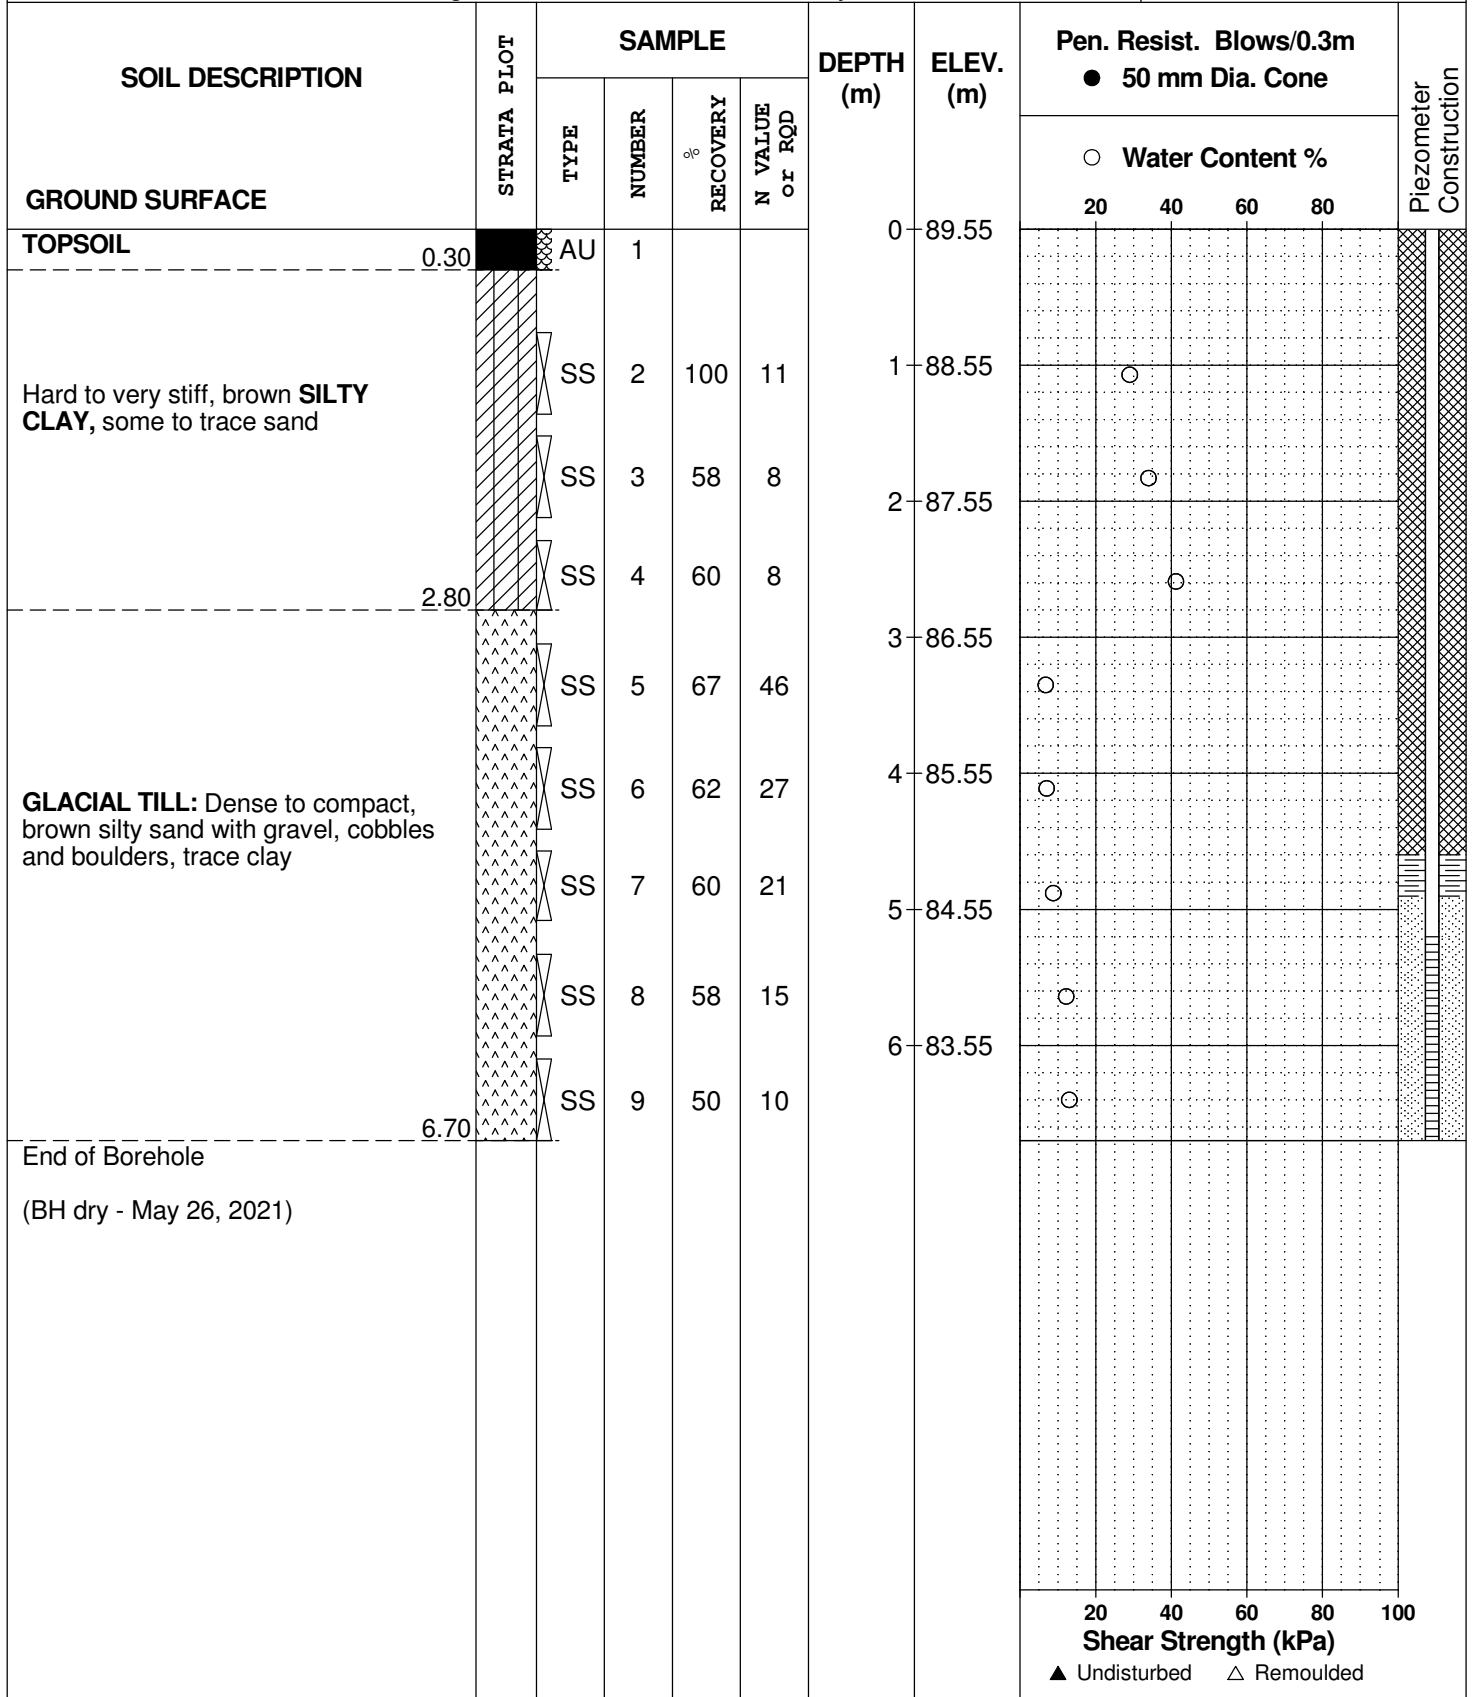 SOIL DESCRIPTION
GROUND SURFACE
STRATA PLOT
SAMPLE
TYPE
NUMBER
% RECOVERY
N VALUE or RQD
DEPTH (m)
ELEV. (m)
Pen. Resist. Blows/0.3m
● 50 mm Dia. Cone
○ Water Content %
20 40 60 80
Piezometer Construction
TOPSOIL
0.30
AU 1
0 89.55
Hard to very stiff, brown SILTY
CLAY, some to trace sand
SS 2 100 11
1 88.55
SS 3 58 8
2 87.55
SS 4 60 8
2.80
3 86.55
GLACIAL TILL: Dense to compact,
brown silty sand with gravel, cobbles
and boulders, trace clay
SS 5 67 46
4 85.55
SS 6 62 27
SS 7 60 21
5 84.55
SS 8 58 15
6 83.55
SS 9 50 10
6.70
End of Borehole
(BH dry - May 26, 2021)
20 40 60 80 100
Shear Strength (kPa)
▲ Undisturbed △ Remoulded